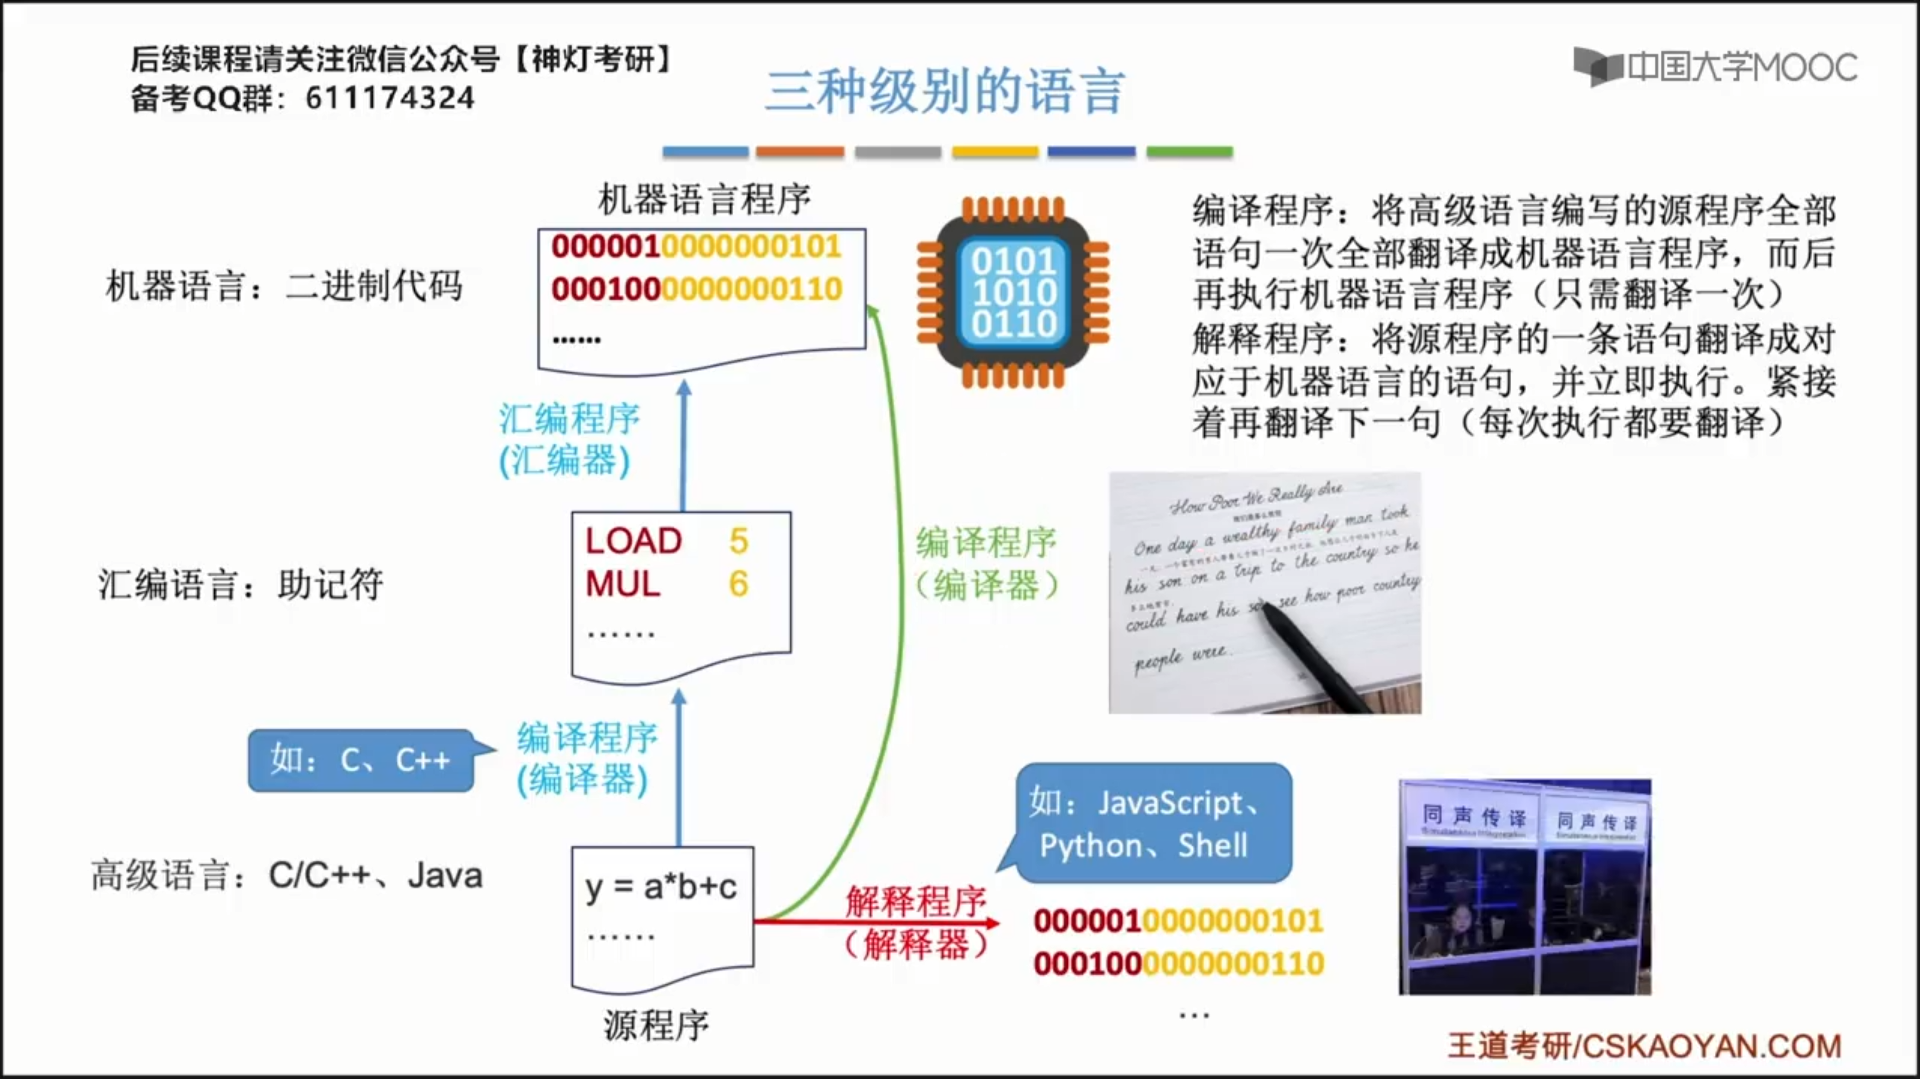 后续课程请关注微信公众号【神灯考研】
备考QQ群：611174324
中国大学MOOC
三种级别的语言
机器语言程序
机器语言：二进制代码
0000010000000101
0001000000000110
......
0101
1010
0110
编译程序：将高级语言编写的源程序全部
语句一次全部翻译成机器语言程序，而后
再执行机器语言程序（只需翻译一次）
解释程序：将源程序的一条语句翻译成对
应于机器语言的语句，并立即执行。紧接
着再翻译下一句（每次执行都要翻译）
汇编程序
(汇编器)
汇编语言：助记符
LOAD 5
MUL 6
......
编译程序
（编译器）
How Poor We Really Are
One day a wealthy family man took
his son on a trip to the country so he
could have his son see how poor country
people were.
如：C、C++
编译程序
(编译器)
高级语言：C/C++、Java
y = a*b+c
......
源程序
解释程序
（解释器）
如：JavaScript、
Python、Shell
0000010000000101
0001000000000110
...
同声传译
同声传译
王道考研/CSKAOYAN.COM